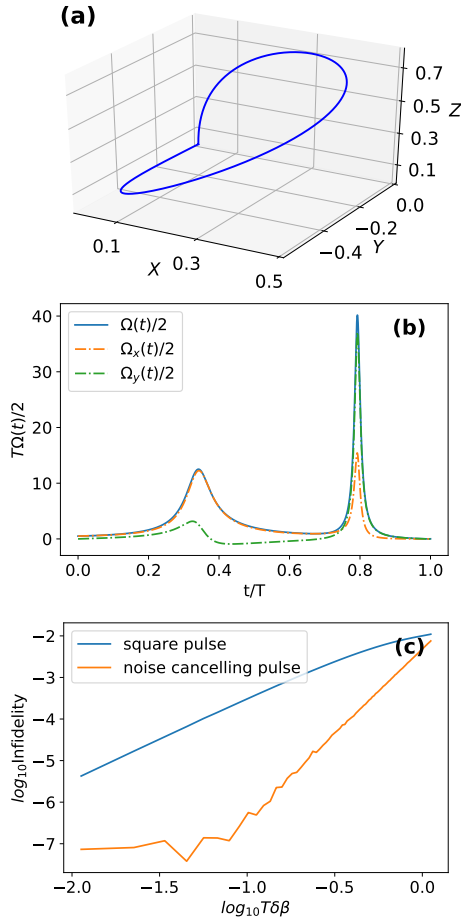 (a)
0.7
0.5
0.3
0.1
Z
0.0
−0.2
−0.4
Y
0.1
0.3
0.5
X
(b)
Ω(t)/2
Ωx(t)/2
Ωy(t)/2
40
30
20
10
0
TΩ(t)/2
0.0 0.2 0.4 0.6 0.8 1.0
t/T
(c)
square pulse
noise cancelling pulse
−2
−3
−4
−5
−6
−7
log10Infidelity
−2.0 −1.5 −1.0 −0.5 0.0
log10Tδβ